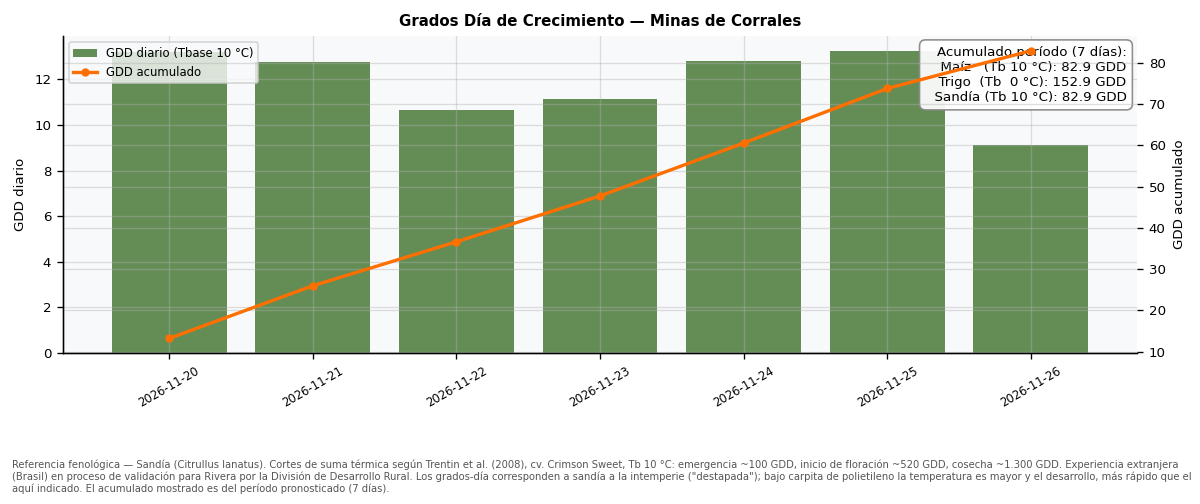 Grados Día de Crecimiento — Minas de Corrales
GDD diario (Tbase 10 °C)
GDD acumulado
Acumulado período (7 días):
Maíz (Tb 10 °C): 82.9 GDD
Trigo (Tb 0 °C): 152.9 GDD
Sandía (Tb 10 °C): 82.9 GDD
GDD diario
12
10
8
6
4
2
0
80
70
60
50
40
30
20
10
GDD acumulado
2026-11-20
2026-11-21
2026-11-22
2026-11-23
2026-11-24
2026-11-25
2026-11-26
Referencia fenológica — Sandía (Citrullus lanatus). Cortes de suma térmica según Trentin et al. (2008), cv. Crimson Sweet, Tb 10 °C: emergencia ~100 GDD, inicio de floración ~520 GDD, cosecha ~1.300 GDD. Experiencia extranjera
(Brasil) en proceso de validación para Rivera por la División de Desarrollo Rural. Los grados-día corresponden a sandía a la intemperie ("destapada"); bajo carpita de polietileno la temperatura es mayor y el desarrollo, más rápido que el
aquí indicado. El acumulado mostrado es del período pronosticado (7 días).